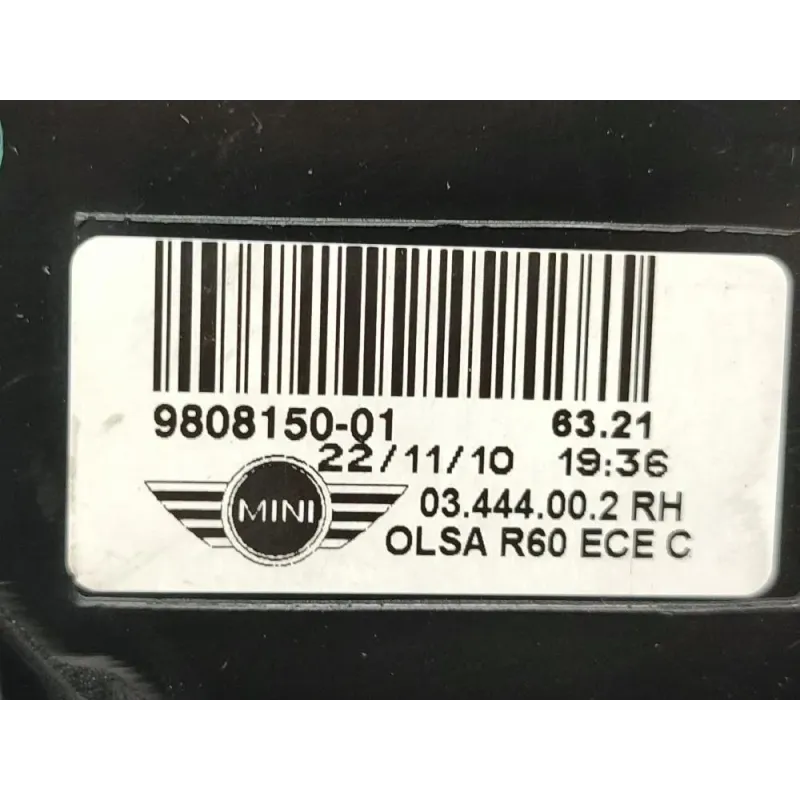 9808150-01 63.21
22/11/10 19:36
MINI 03.444.00.2 RH
OLSA R60 ECE C